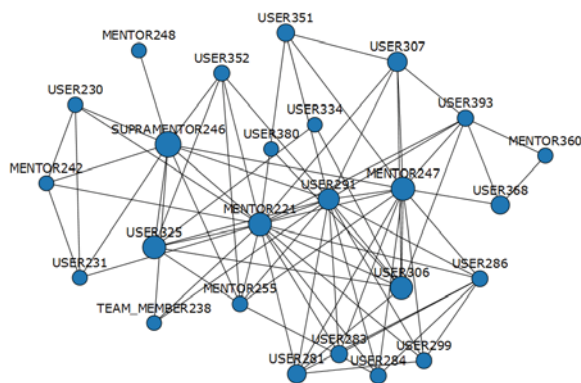 USER351
MENTOR248
USER307
USER352
USER230
USER334
USER393
SUPRAMENTOR246
USER380
MENTOR360
MENTOR242
MENTOR247
USER291
USER368
MENTOR221
USER325
USER231
MENTOR255
USER306
USER286
TEAM_MEMBER238
USER283
USER299
USER281
USER284